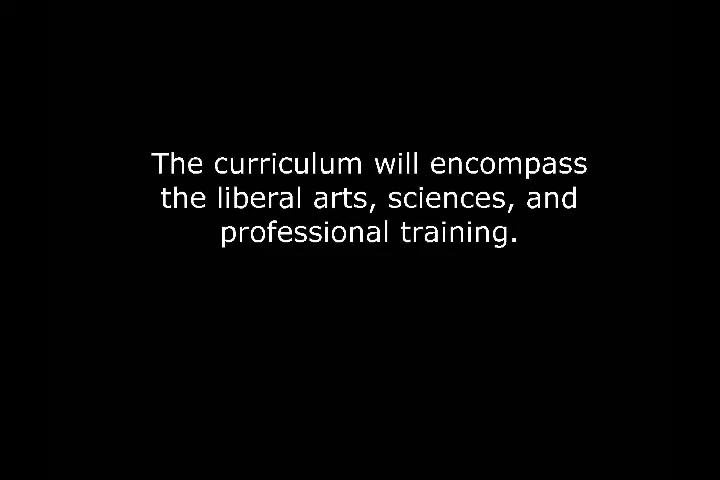 The curriculum will encompass
the liberal arts, sciences, and
professional training.